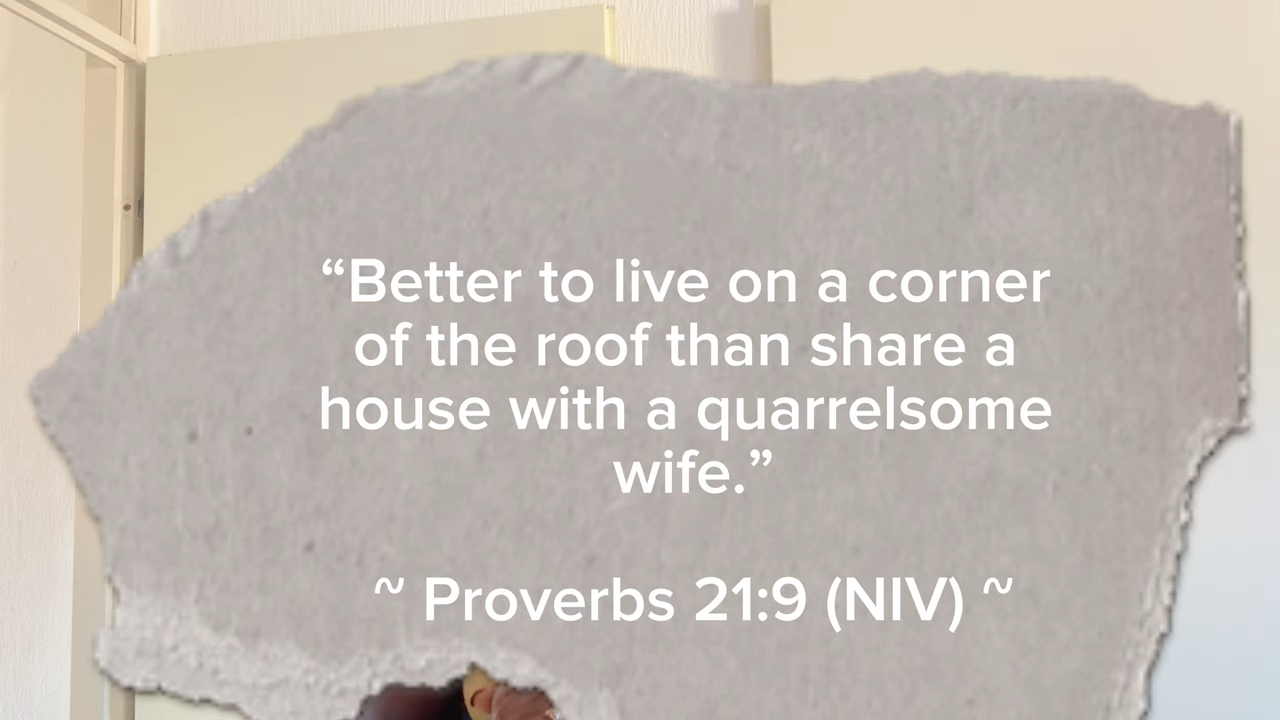 “Better to live on a corner
of the roof than share a
house with a quarrelsome
wife.”
~ Proverbs 21:9 (NIV) ~